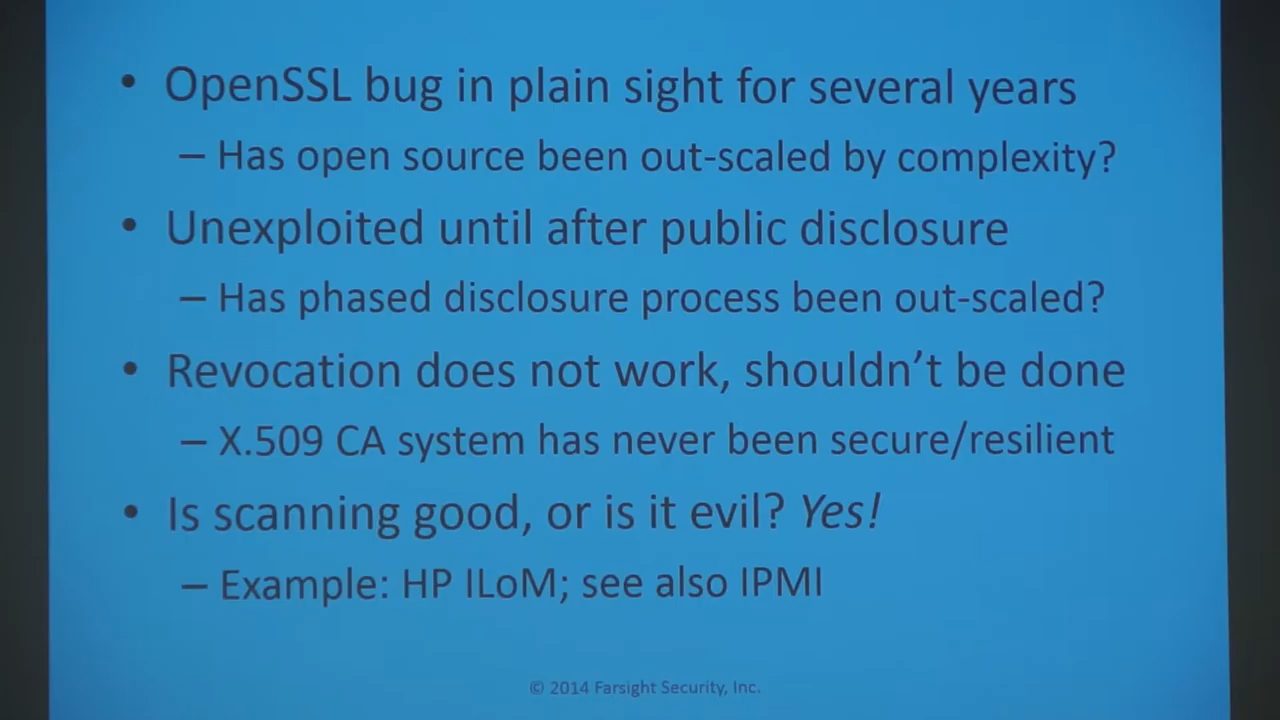 • OpenSSL bug in plain sight for several years
– Has open source been out-scaled by complexity?
• Unexploited until after public disclosure
– Has phased disclosure process been out-scaled?
• Revocation does not work, shouldn’t be done
– X.509 CA system has never been secure/resilient
• Is scanning good, or is it evil? Yes!
– Example: HP ILoM; see also IPMI
© 2014 Farsight Security, Inc.